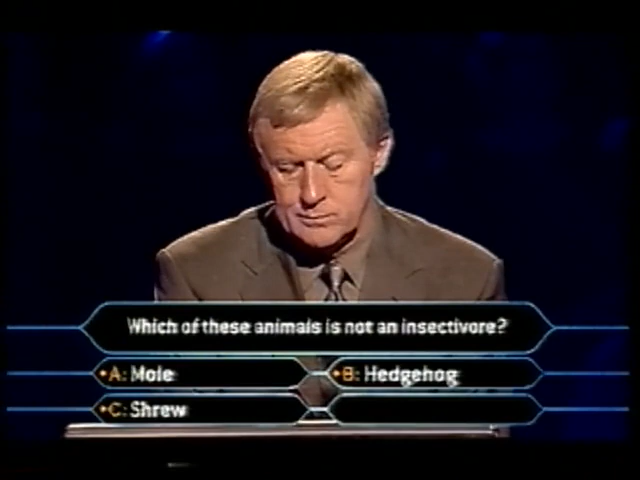 Which of these animals is not an insectivore?
A: Mole
B: Hedgehog
C: Shrew